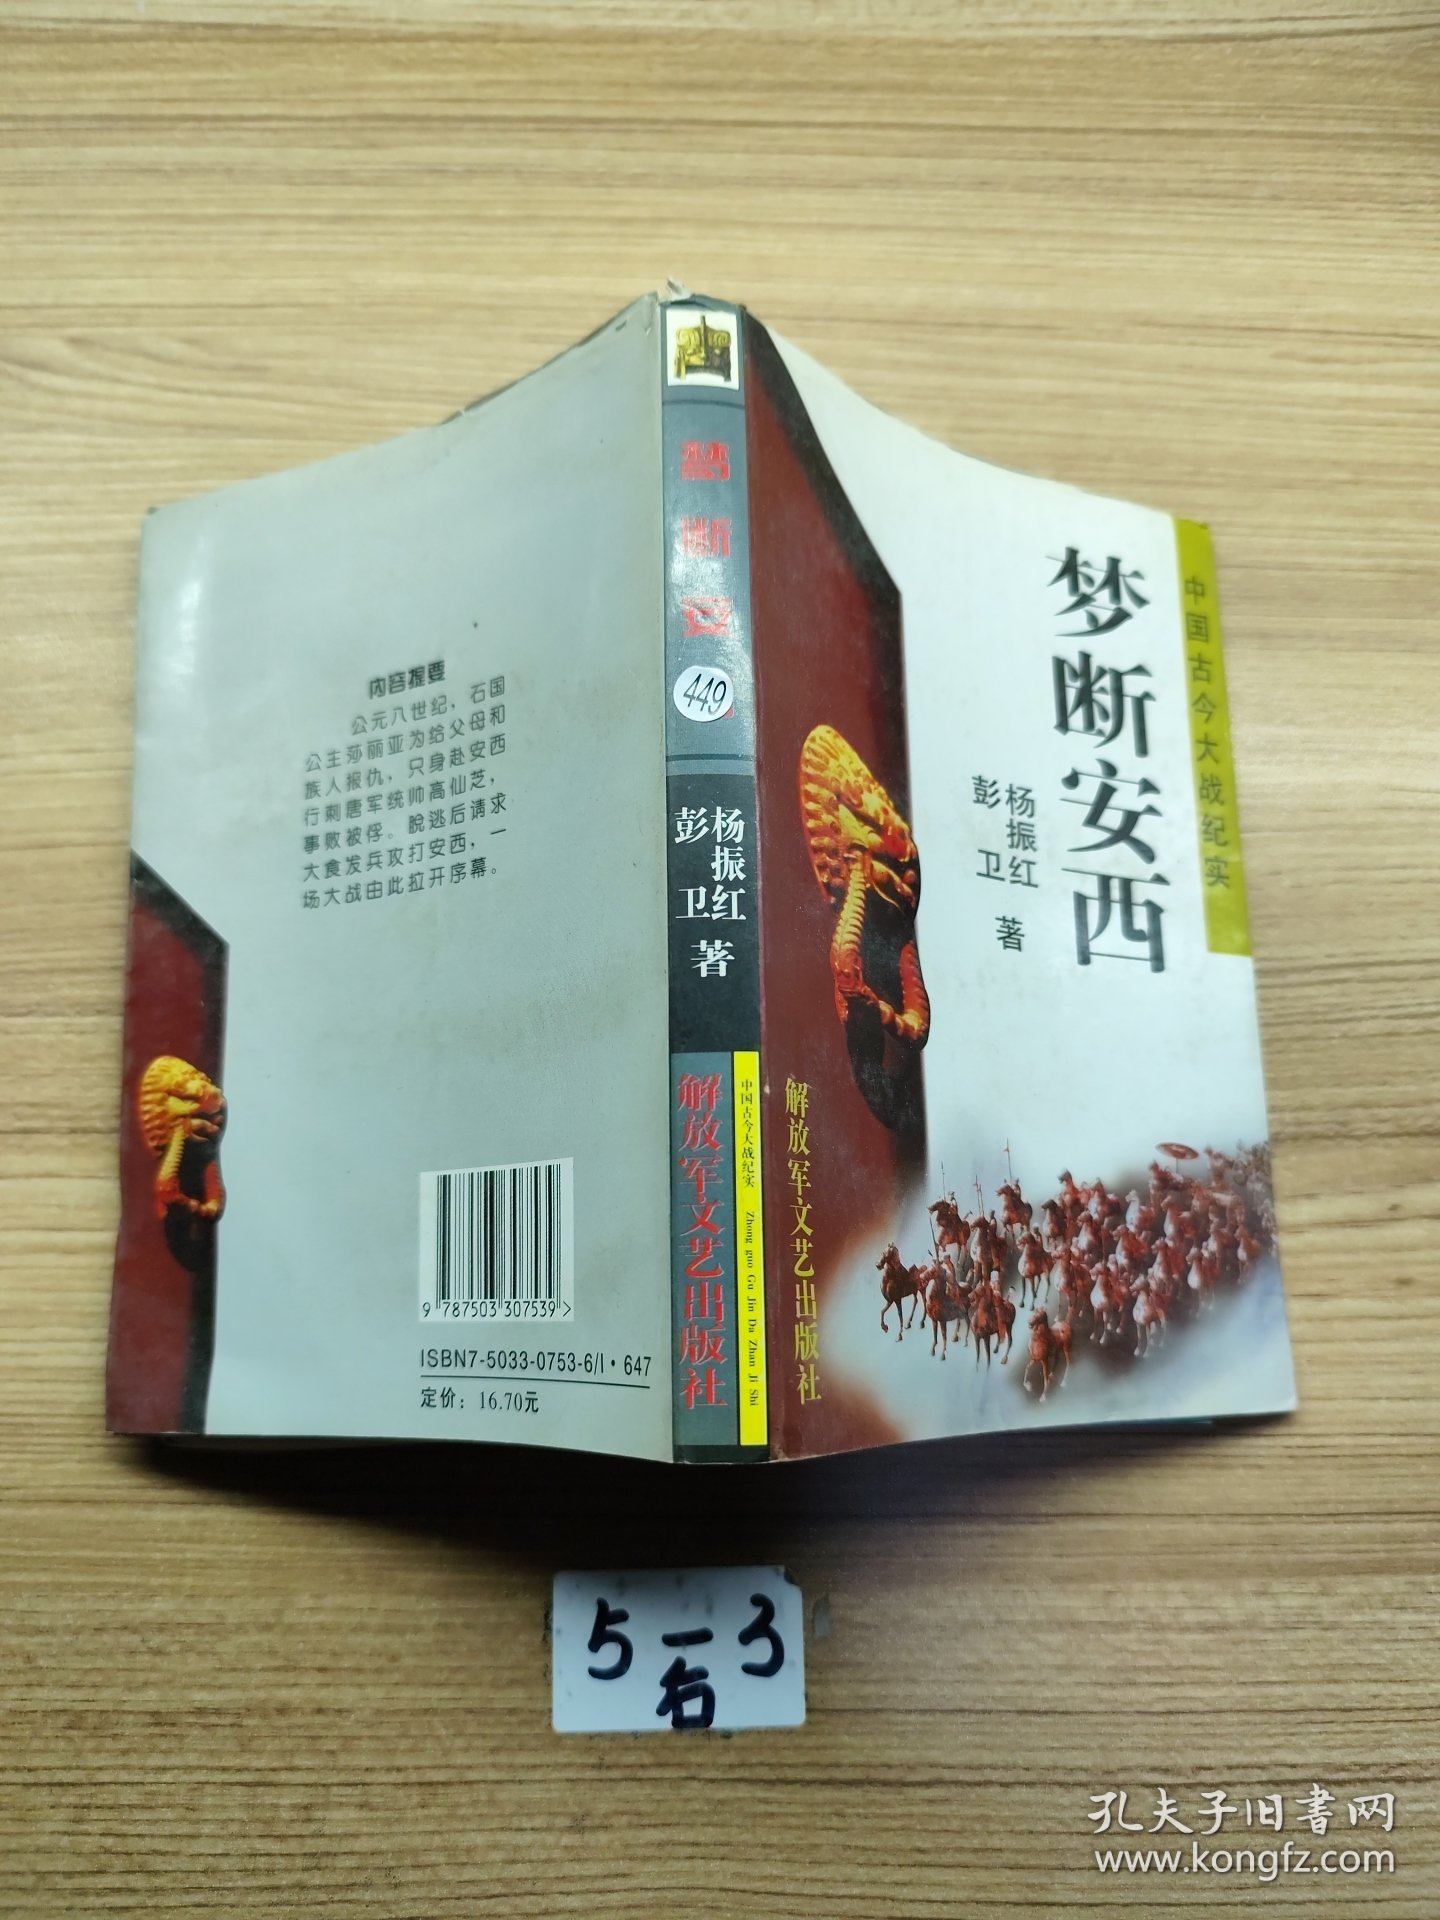 中国古今大战纪实
梦断安西
杨振红
彭卫
著
解放军文艺出版社
梦断安
449
杨振红
彭卫
著
解放军文艺出版社
中国古今大战纪实 Zhong guo Gu Jin Da Zhan Ji Shi
内容提要
公元八世纪，石国
公主莎丽亚为给父母和
族人报仇，只身赴安西
行刺唐军统帅高仙芝，
事败被俘。脱逃后请求
大食发兵攻打安西，一
场大战由此拉开序幕。
9 787503 307539 >
ISBN7-5033-0753-6/I·647
定价：16.70元
5-3
右
孔夫子旧书网
www.kongfz.com